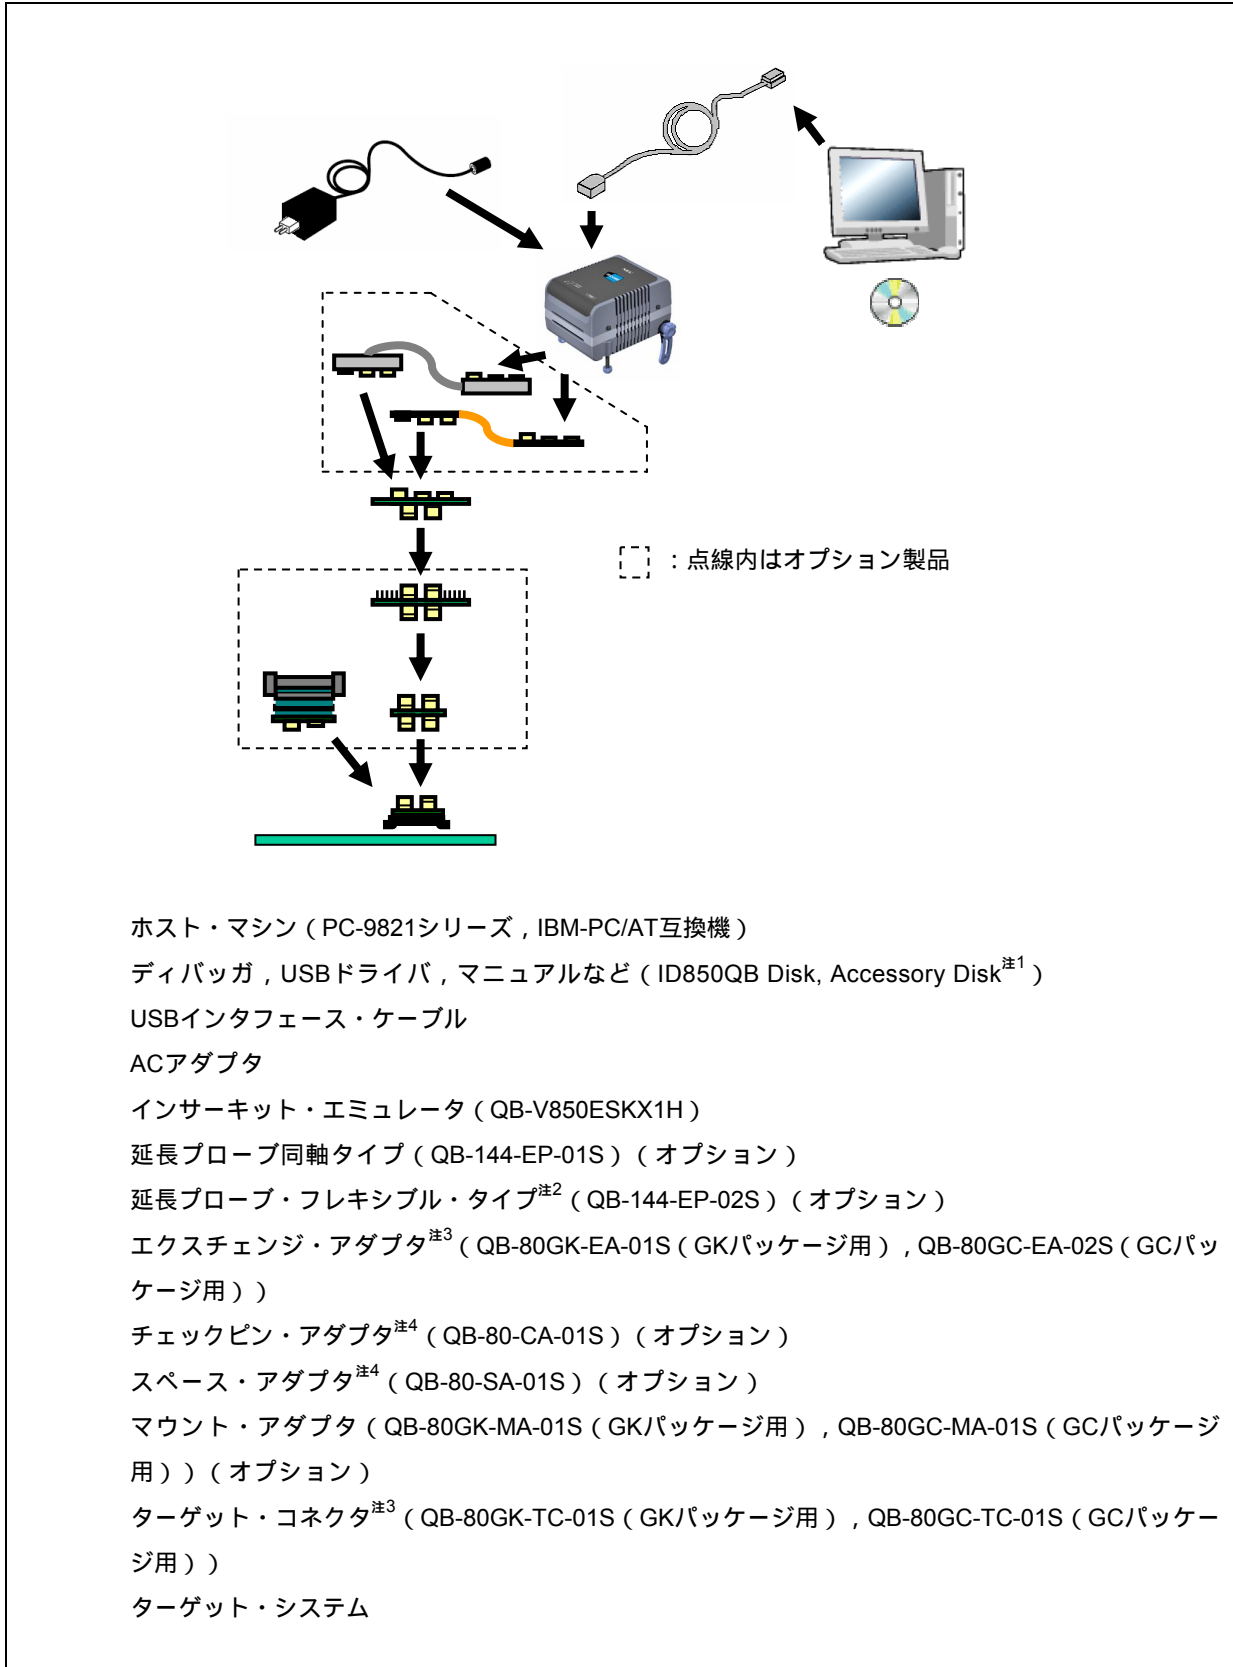 ：点線内はオプション製品
ホスト・マシン（PC-9821シリーズ，IBM-PC/AT互換機）
ディバッガ，USBドライバ，マニュアルなど（ID850QB Disk, Accessory Disk注1）
USBインタフェース・ケーブル
ACアダプタ
インサーキット・エミュレータ（QB-V850ESKX1H）
延長プローブ同軸タイプ（QB-144-EP-01S）（オプション）
延長プローブ・フレキシブル・タイプ注2（QB-144-EP-02S）（オプション）
エクスチェンジ・アダプタ注3（QB-80GK-EA-01S（GKパッケージ用），QB-80GC-EA-02S（GCパッ
ケージ用））
チェックピン・アダプタ注4（QB-80-CA-01S）（オプション）
スペース・アダプタ注4（QB-80-SA-01S）（オプション）
マウント・アダプタ（QB-80GK-MA-01S（GKパッケージ用），QB-80GC-MA-01S（GCパッケージ
用））（オプション）
ターゲット・コネクタ注3（QB-80GK-TC-01S（GKパッケージ用），QB-80GC-TC-01S（GCパッケー
ジ用））
ターゲット・システム